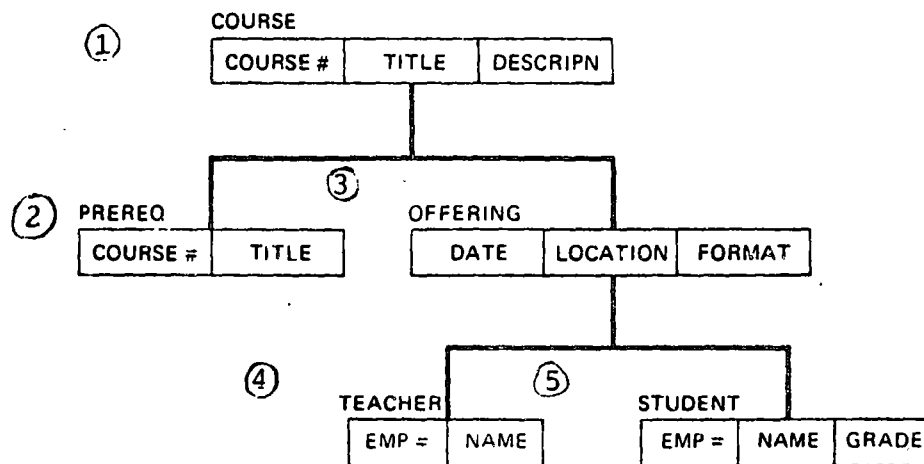 COURSE
① COURSE # TITLE DESCRIPN
③
② PREREQ OFFERING
COURSE = TITLE DATE LOCATION FORMAT
④ ⑤
TEACHER STUDENT
EMP = NAME EMP = NAME GRADE